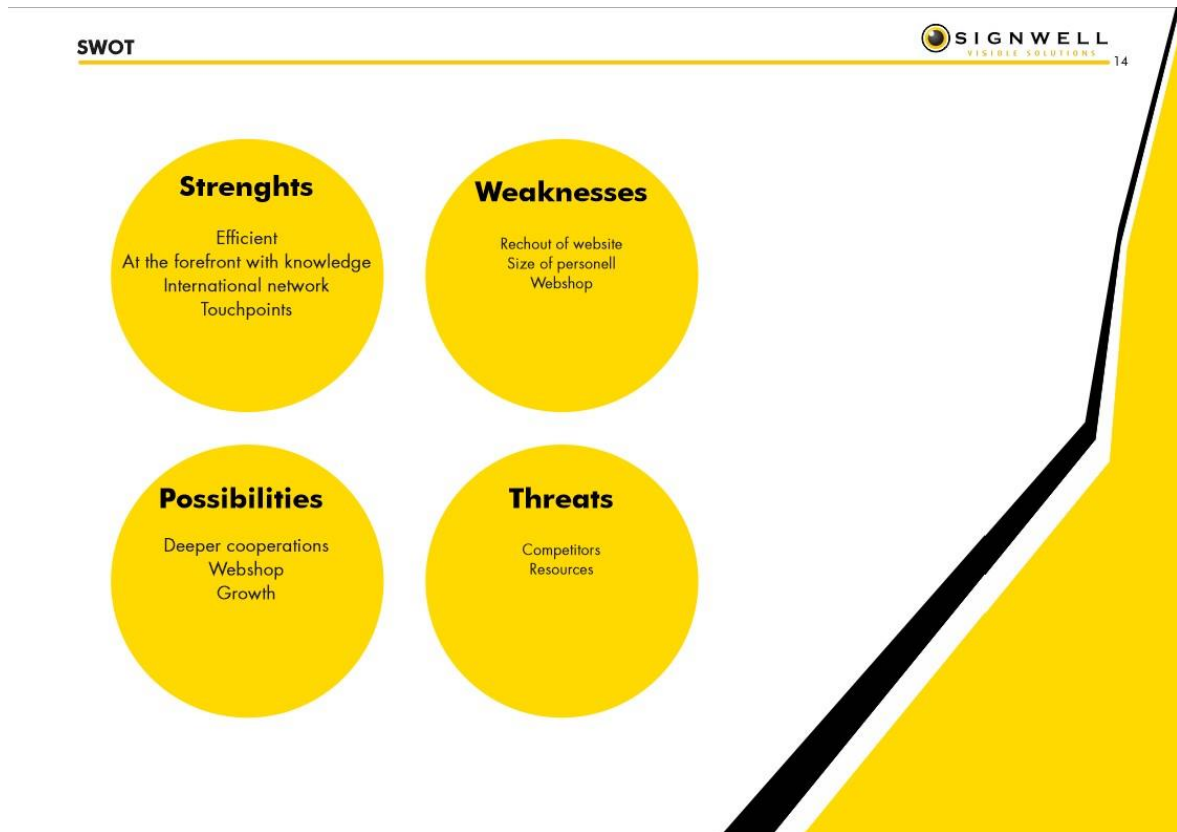 SWOT
SIGNWELL
VISIBLE SOLUTIONS
14
Strenghts
Efficient
At the forefront with knowledge
International network
Touchpoints
Weaknesses
Rechout of website
Size of personell
Webshop
Possibilities
Deeper cooperations
Webshop
Growth
Threats
Competitors
Resources